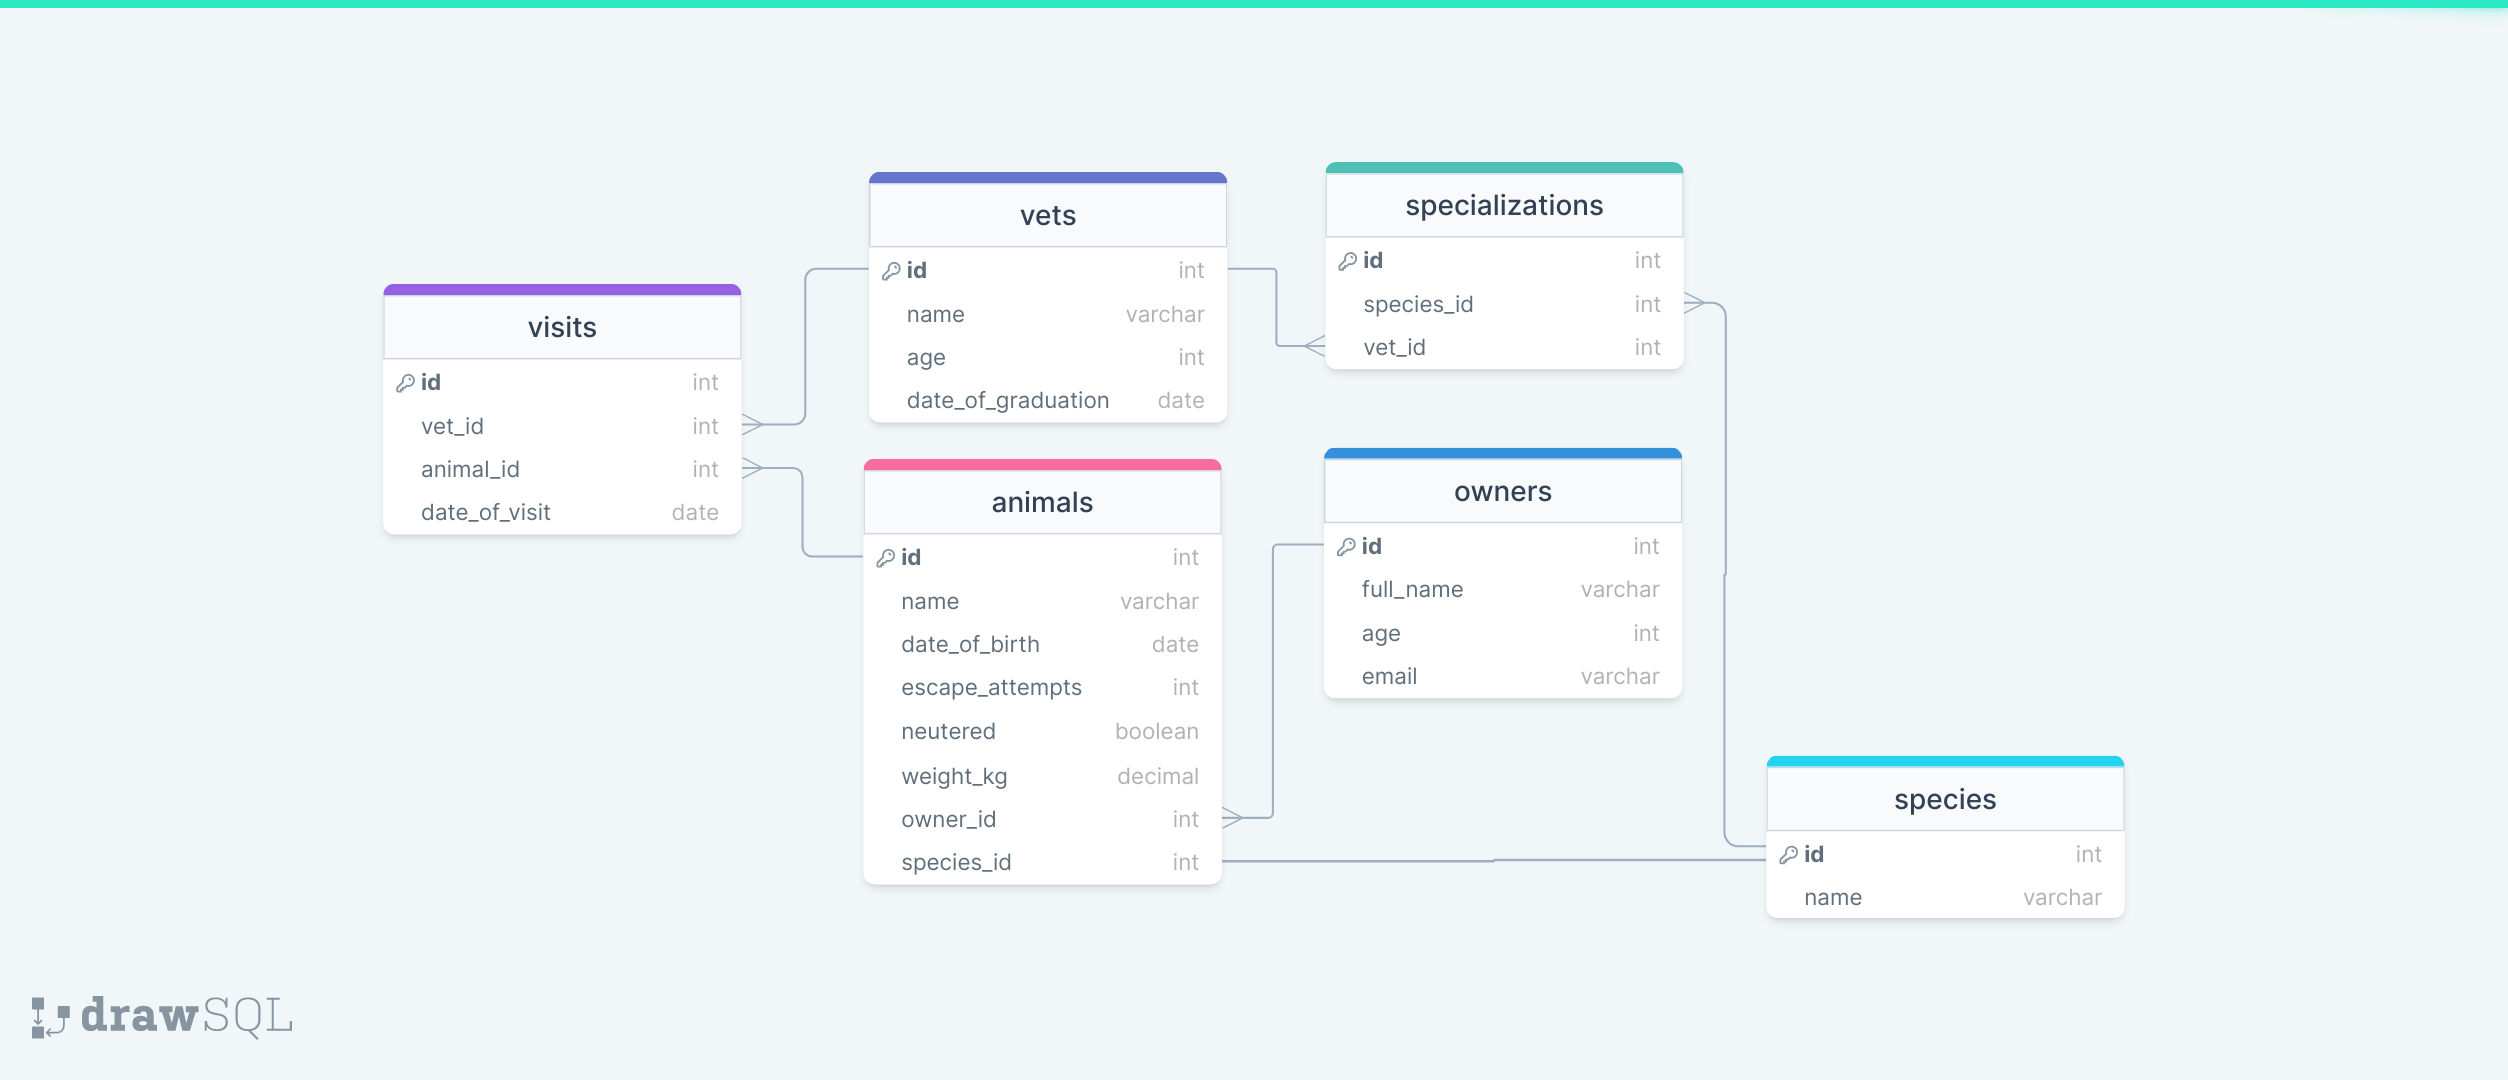 visits
id int
vet_id int
animal_id int
date_of_visit date
vets
id int
name varchar
age int
date_of_graduation date
specializations
id int
species_id int
vet_id int
animals
id int
name varchar
date_of_birth date
escape_attempts int
neutered boolean
weight_kg decimal
owner_id int
species_id int
owners
id int
full_name varchar
age int
email varchar
species
id int
name varchar
drawSQL